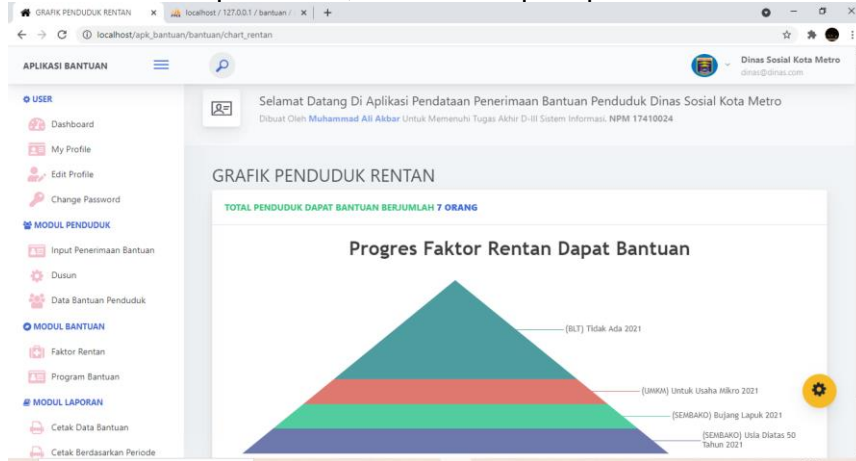 GRAFIK PENDUDUK RENTAN
localhost / 127.0.0.1 / bantuan /
localhost/apk_bantuan/bantuan/chart_rentan
APLIKASI BANTUAN
Dinas Sosial Kota Metro
dinas@dinas.com
USER
Dashboard
My Profile
Edit Profile
Change Password
MODUL PENDUDUK
Input Penerimaan Bantuan
Dusun
Data Bantuan Penduduk
MODUL BANTUAN
Faktor Rentan
Program Bantuan
MODUL LAPORAN
Cetak Data Bantuan
Cetak Berdasarkan Periode
Selamat Datang Di Aplikasi Pendataan Penerimaan Bantuan Penduduk Dinas Sosial Kota Metro
Dibuat Oleh Muhammad Ali Akbar Untuk Memenuhi Tugas Akhir D-III Sistem Informasi. NPM 17410024
GRAFIK PENDUDUK RENTAN
TOTAL PENDUDUK DAPAT BANTUAN BERJUMLAH 7 ORANG
Progres Faktor Rentan Dapat Bantuan
(BLT) Tidak Ada 2021
(UMKM) Untuk Usaha Mikro 2021
(SEMBAKO) Bujang Lapuk 2021
(SEMBAKO) Usia Diatas 50
Tahun 2021